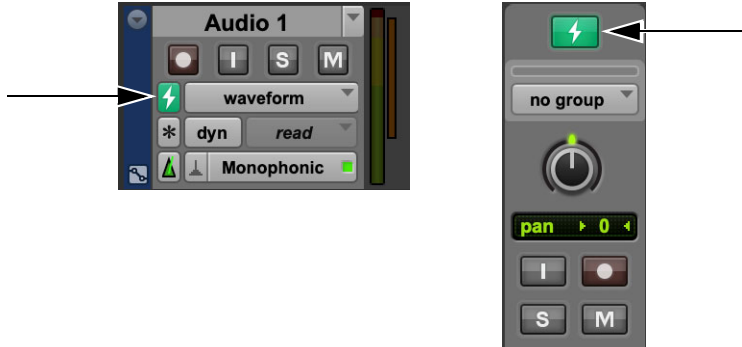 Audio 1
I S M
waveform
* dyn read
Monophonic
no group
pan 0
I
S M